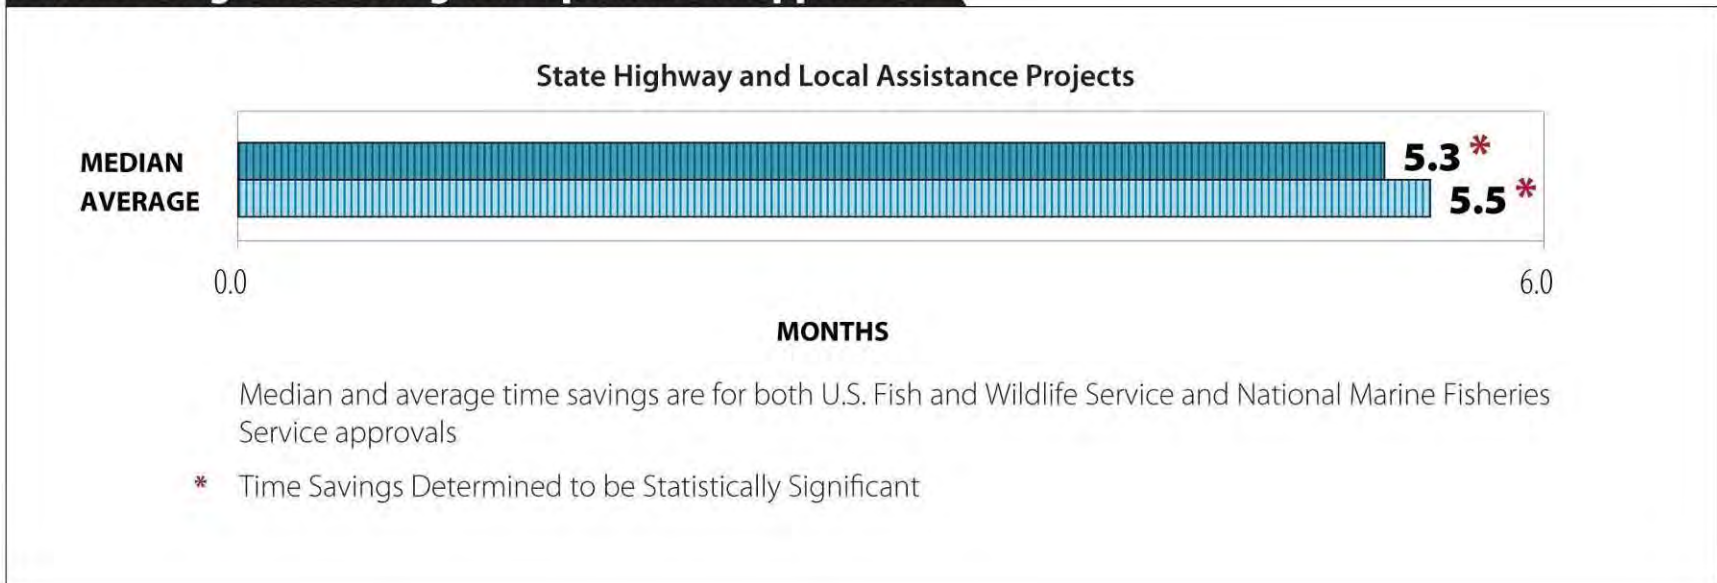 State Highway and Local Assistance Projects
MEDIAN
5.3 *
AVERAGE
5.5 *
0.0
6.0
MONTHS
Median and average time savings are for both U.S. Fish and Wildlife Service and National Marine Fisheries
Service approvals
* Time Savings Determined to be Statistically Significant